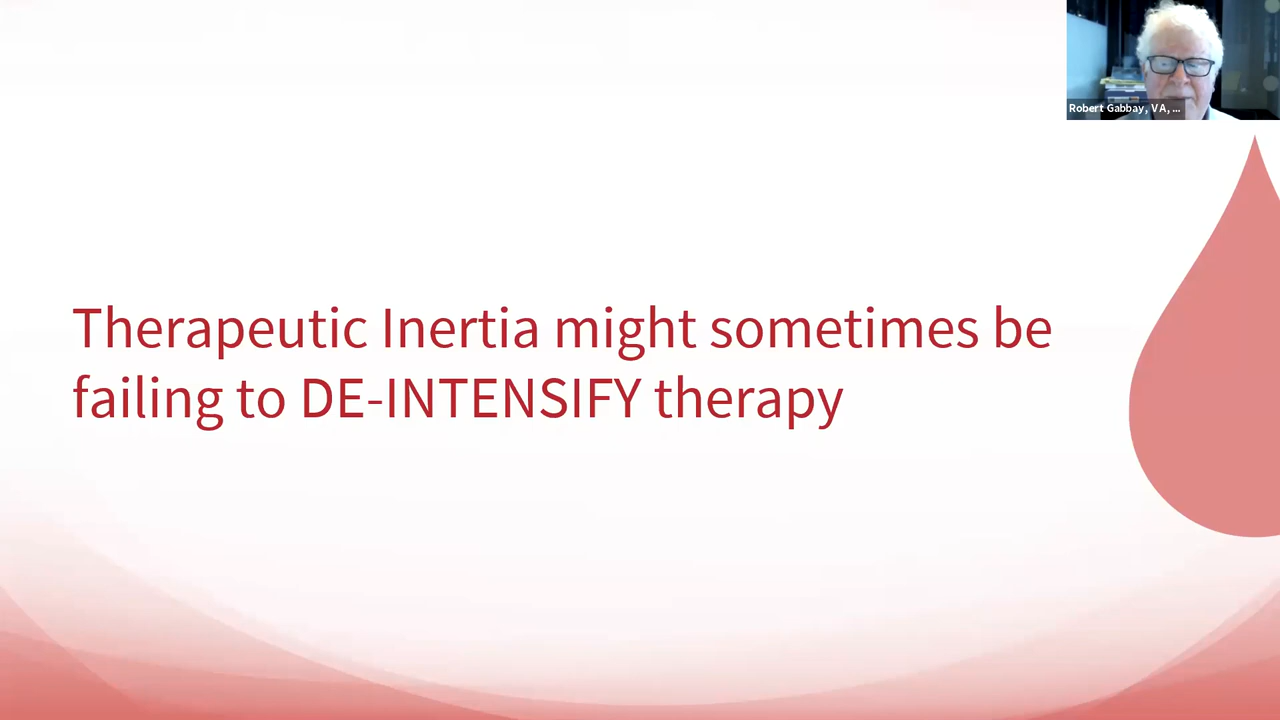 Robert Gabbay, VA, ...
Therapeutic Inertia might sometimes be
failing to DE-INTENSIFY therapy